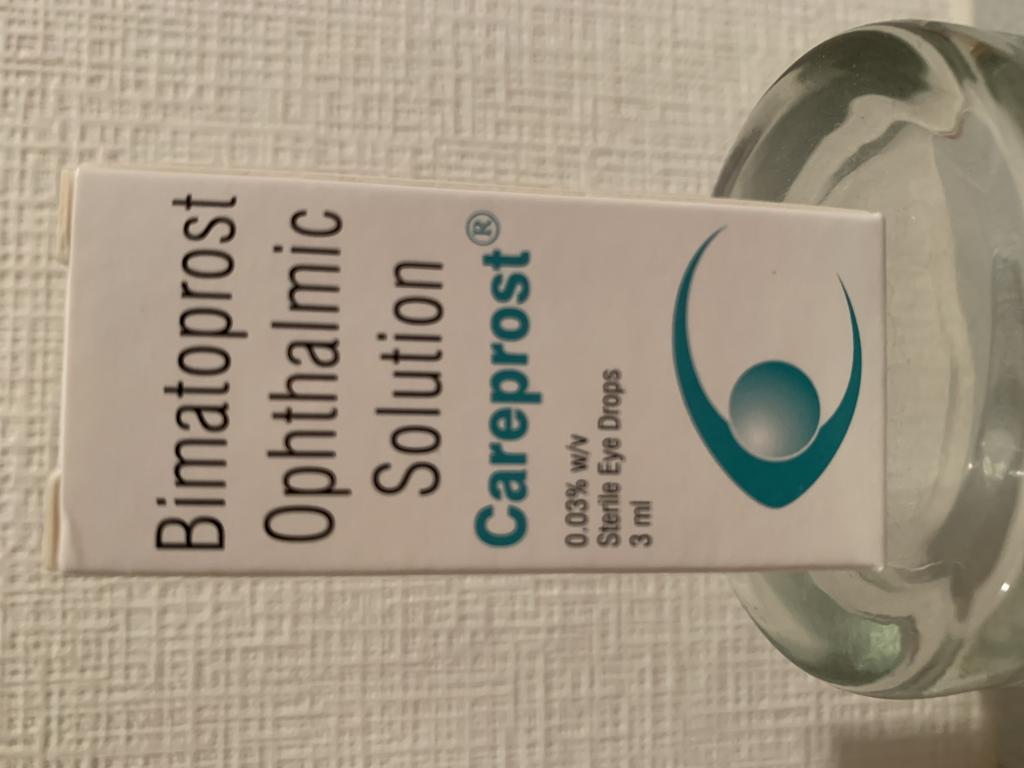 Bimatoprost
Ophthalmic
Solution
Careprost®
0.03% w/v
Sterile Eye Drops
3 ml